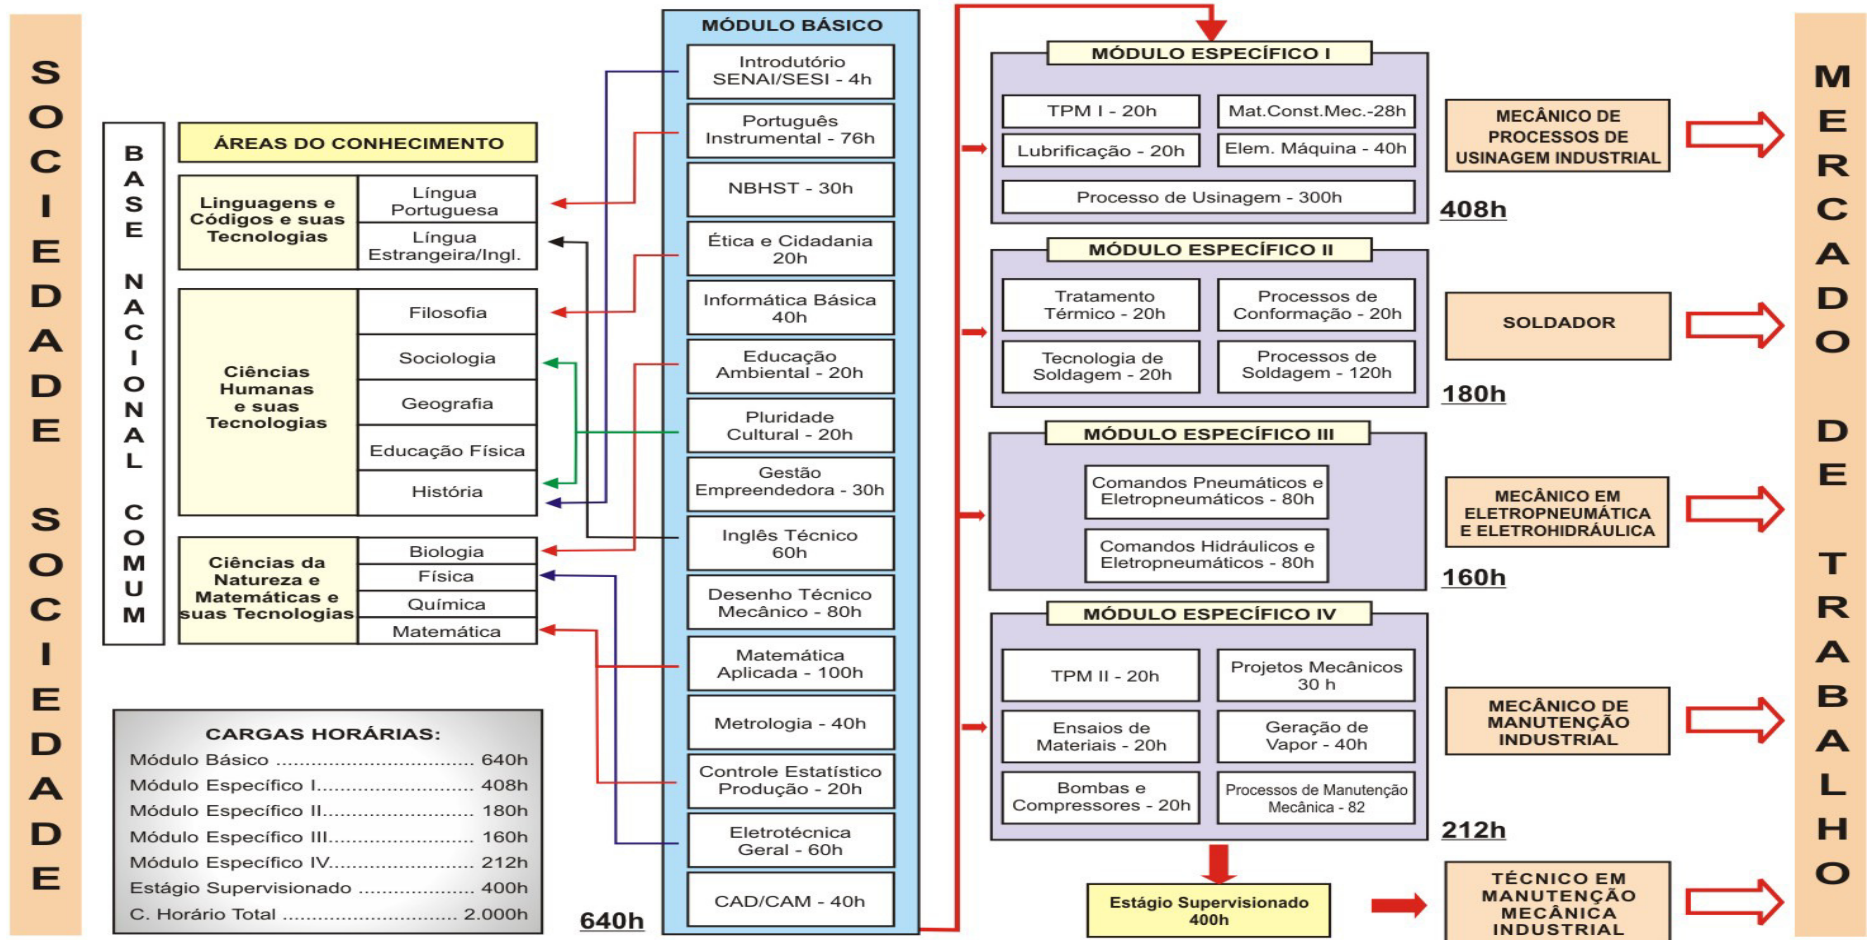 SOCIEDADE SOCIEDADE
BASE NACIONAL COMUM
ÁREAS DO CONHECIMENTO
Linguagens e
Códigos e suas
Tecnologias
Língua
Portuguesa
Língua
Estrangeira/Ingl.
Ciências
Humanas
e suas
Tecnologias
Filosofia
Sociologia
Geografia
Educação Física
História
Ciências da
Natureza e
Matemáticas e
suas Tecnologias
Biologia
Física
Química
Matemática
CARGAS HORÁRIAS:
Módulo Básico .................................. 640h
Módulo Específico I........................... 408h
Módulo Específico II.......................... 180h
Módulo Específico III......................... 160h
Módulo Específico IV......................... 212h
Estágio Supervisionado .................... 400h
C. Horário Total .............................. 2.000h
MÓDULO BÁSICO
Introdutório
SENAI/SESI - 4h
Português
Instrumental - 76h
NBHST - 30h
Ética e Cidadania
20h
Informática Básica
40h
Educação
Ambiental - 20h
Pluridade
Cultural - 20h
Gestão
Empreendedora - 30h
Inglês Técnico
60h
Desenho Técnico
Mecânico - 80h
Matemática
Aplicada - 100h
Metrologia - 40h
Controle Estatístico
Produção - 20h
Eletrotécnica
Geral - 60h
CAD/CAM - 40h
640h
MÓDULO ESPECÍFICO I
TPM I - 20h
Mat.Const.Mec.-28h
Lubrificação - 20h
Elem. Máquina - 40h
Processo de Usinagem - 300h
408h
MECÂNICO DE
PROCESSOS DE
USINAGEM INDUSTRIAL
MÓDULO ESPECÍFICO II
Tratamento
Térmico - 20h
Processos de
Conformação - 20h
Tecnologia de
Soldagem - 20h
Processos de
Soldagem - 120h
180h
SOLDADOR
MÓDULO ESPECÍFICO III
Comandos Pneumáticos e
Eletropneumáticos - 80h
Comandos Hidráulicos e
Eletropneumáticos - 80h
160h
MECÂNICO EM
ELETROPNEUMÁTICA
E ELETROHIDRÁULICA
MÓDULO ESPECÍFICO IV
TPM II - 20h
Projetos Mecânicos
30 h
Ensaios de
Materiais - 20h
Geração de
Vapor - 40h
Bombas e
Compressores - 20h
Processos de Manutenção
Mecânica - 82
212h
MECÂNICO DE
MANUTENÇÃO
INDUSTRIAL
Estágio Supervisionado
400h
TÉCNICO EM
MANUTENÇÃO
MECÂNICA
INDUSTRIAL
MERCADO DE TRABALHO